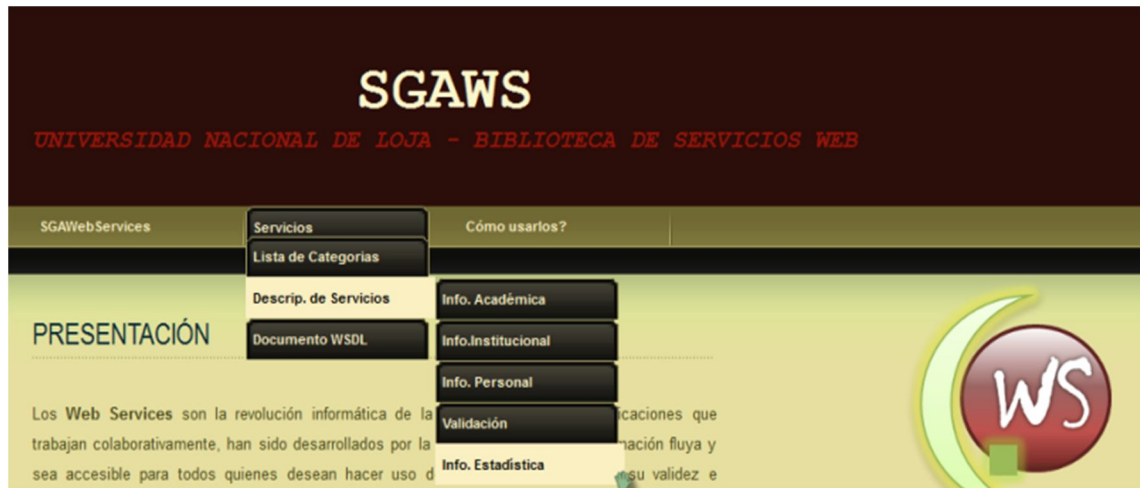 SGAWS
UNIVERSIDAD NACIONAL DE LOJA - BIBLIOTECA DE SERVICIOS WEB
SGAWebServices
Servicios
Cómo usarlos?
Lista de Categorias
Descrip. de Servicios
Documento WSDL
Info. Académica
Info.Institucional
Info. Personal
Validación
Info. Estadística
PRESENTACIÓN
Los Web Services son la revolución informática de la icaciones que
trabajan colaborativamente, han sido desarrollados por la mación fluya y
sea accesible para todos quienes desean hacer uso d su validez e
WS